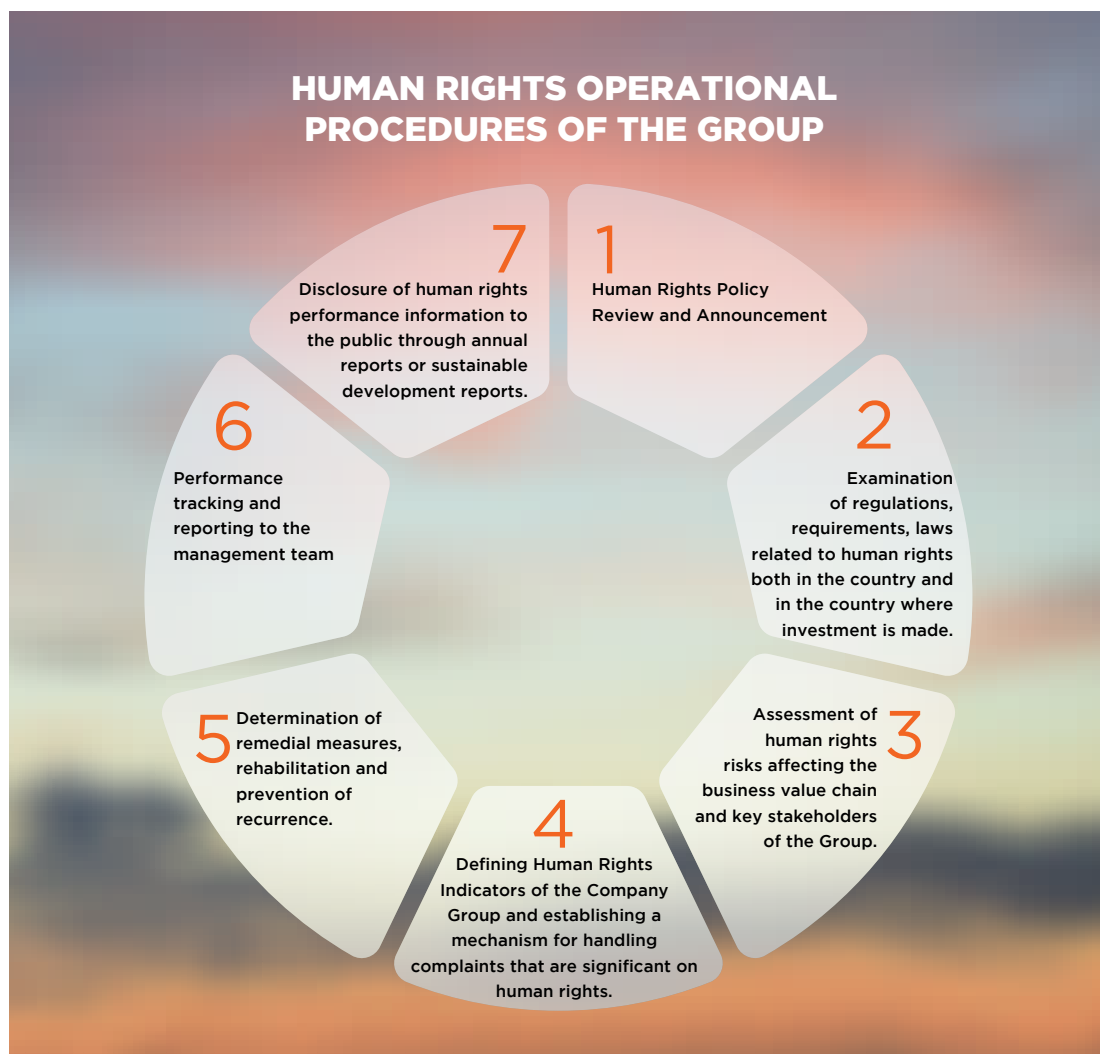 HUMAN RIGHTS OPERATIONAL
PROCEDURES OF THE GROUP
1
Human Rights Policy
Review and Announcement
2
Examination
of regulations,
requirements, laws
related to human rights
both in the country and
in the country where
investment is made.
3
Assessment of
human rights
risks affecting the
business value chain
and key stakeholders
of the Group.
4
Defining Human Rights
Indicators of the Company
Group and establishing a
mechanism for handling
complaints that are significant on
human rights.
5
Determination of
remedial measures,
rehabilitation and
prevention of
recurrence.
6
Performance
tracking and
reporting to the
management team
7
Disclosure of human rights
performance information to
the public through annual
reports or sustainable
development reports.